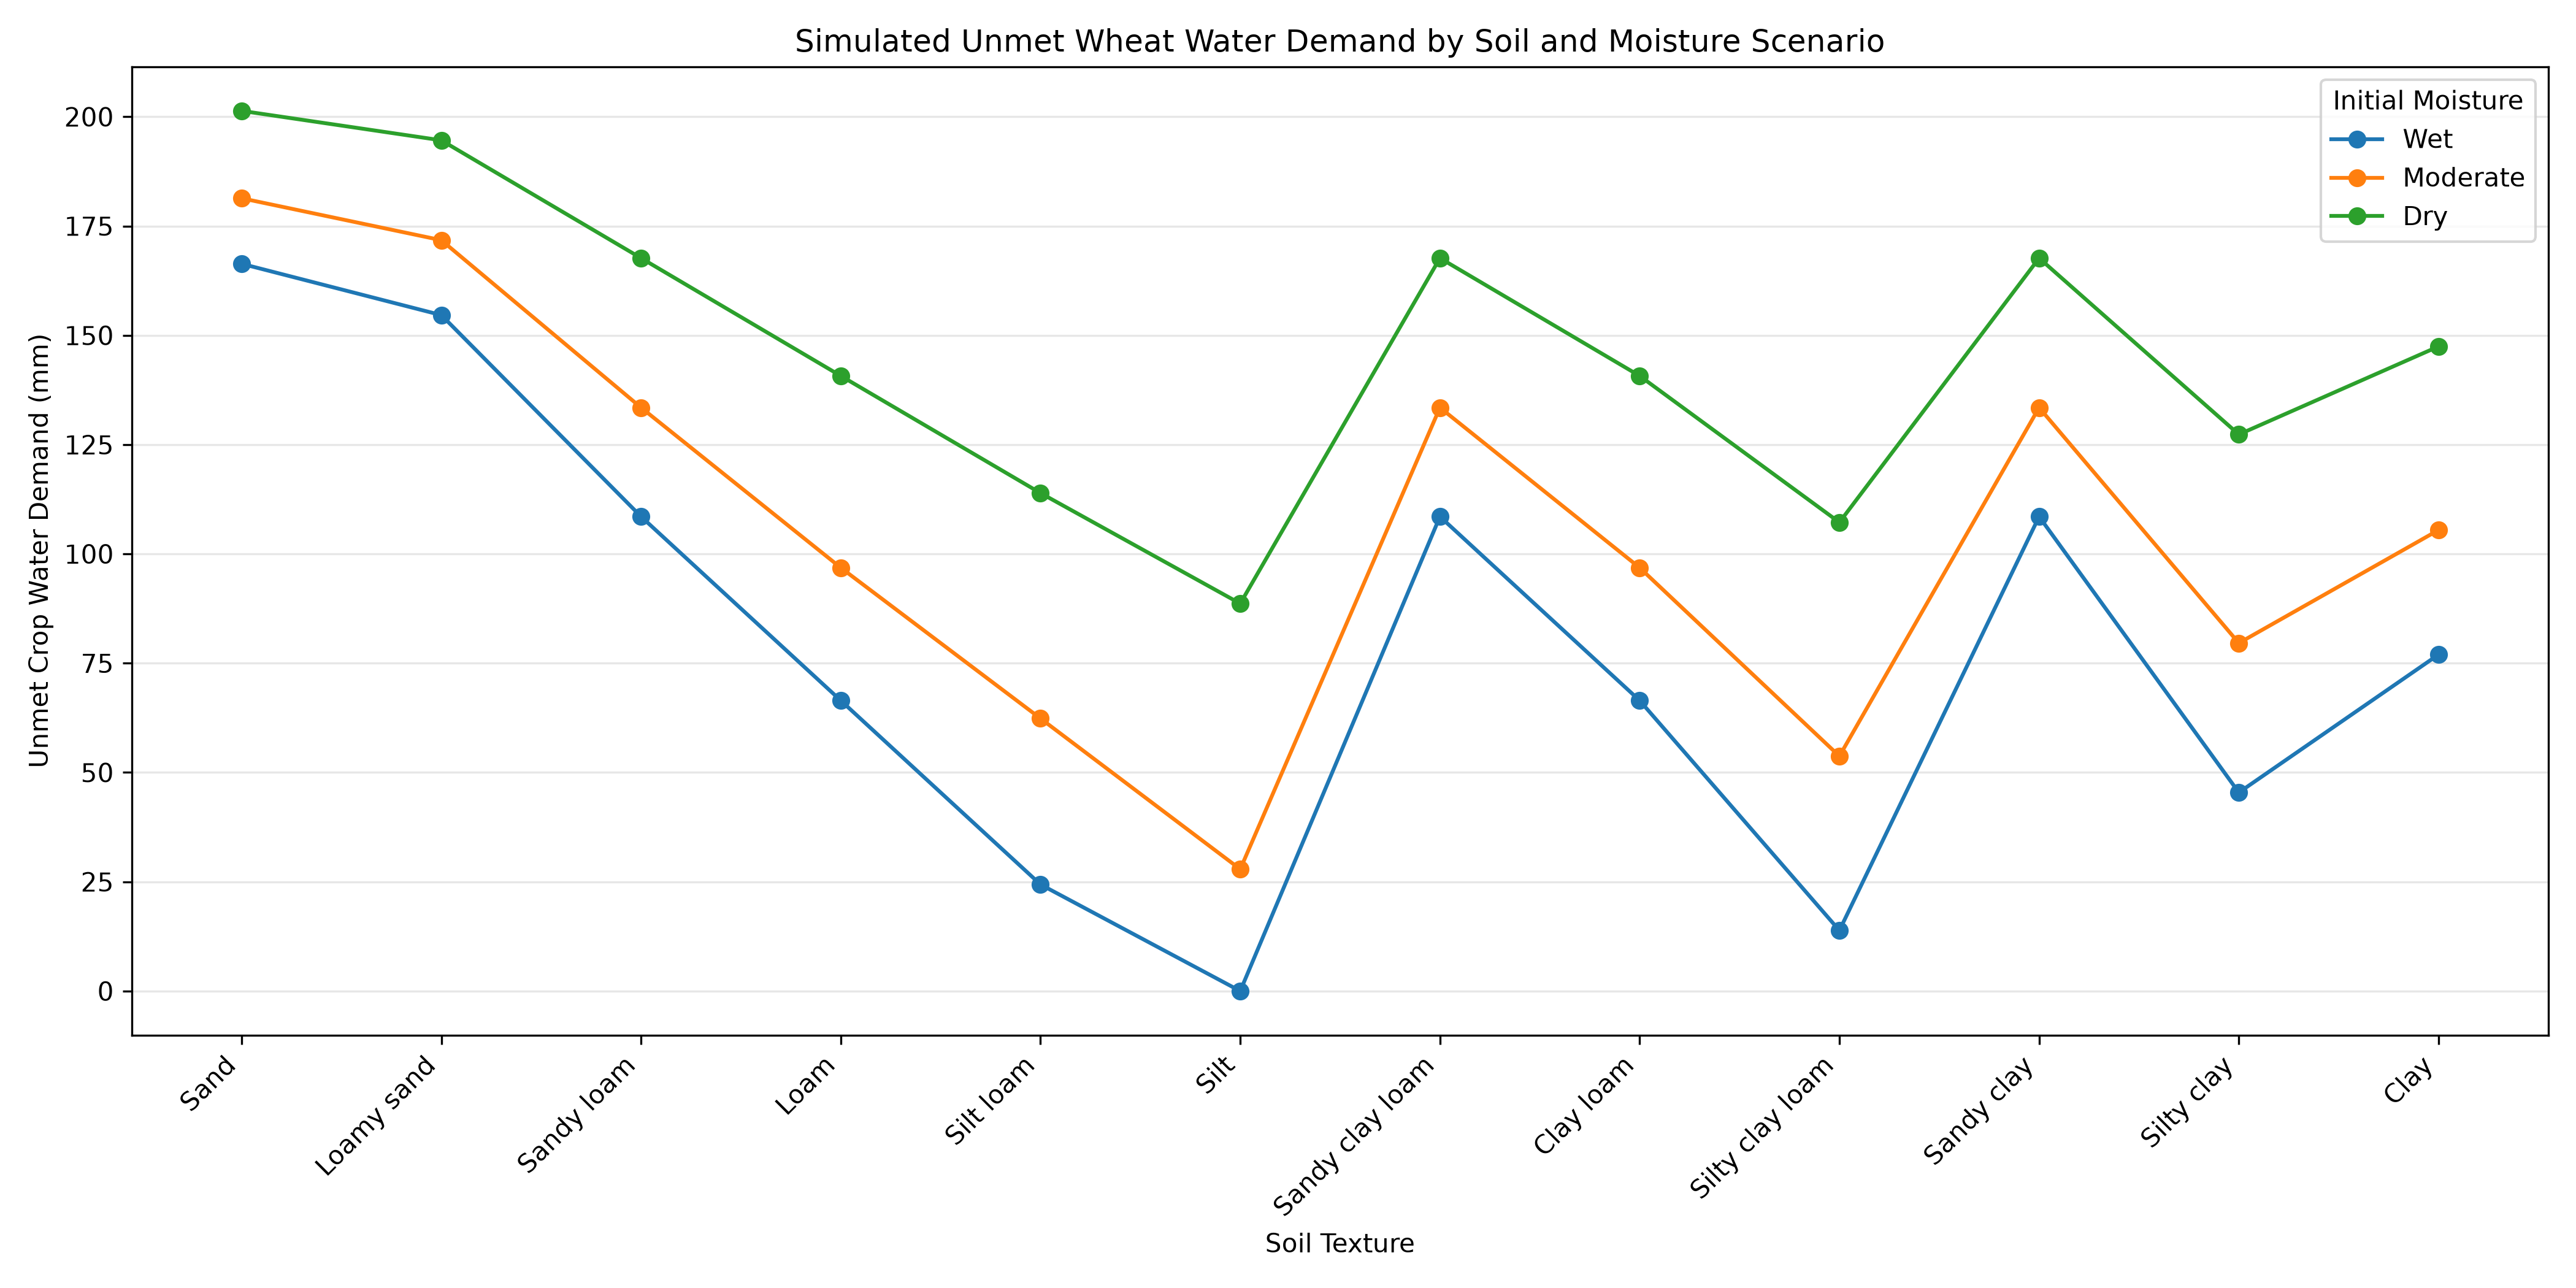 Simulated Unmet Wheat Water Demand by Soil and Moisture Scenario
Unmet Crop Water Demand (mm)
200
175
150
125
100
75
50
25
0
Initial Moisture
Wet
Moderate
Dry
Sand
Loamy sand
Sandy loam
Loam
Silt loam
Silt
Sandy clay loam
Clay loam
Silty clay loam
Sandy clay
Silty clay
Clay
Soil Texture